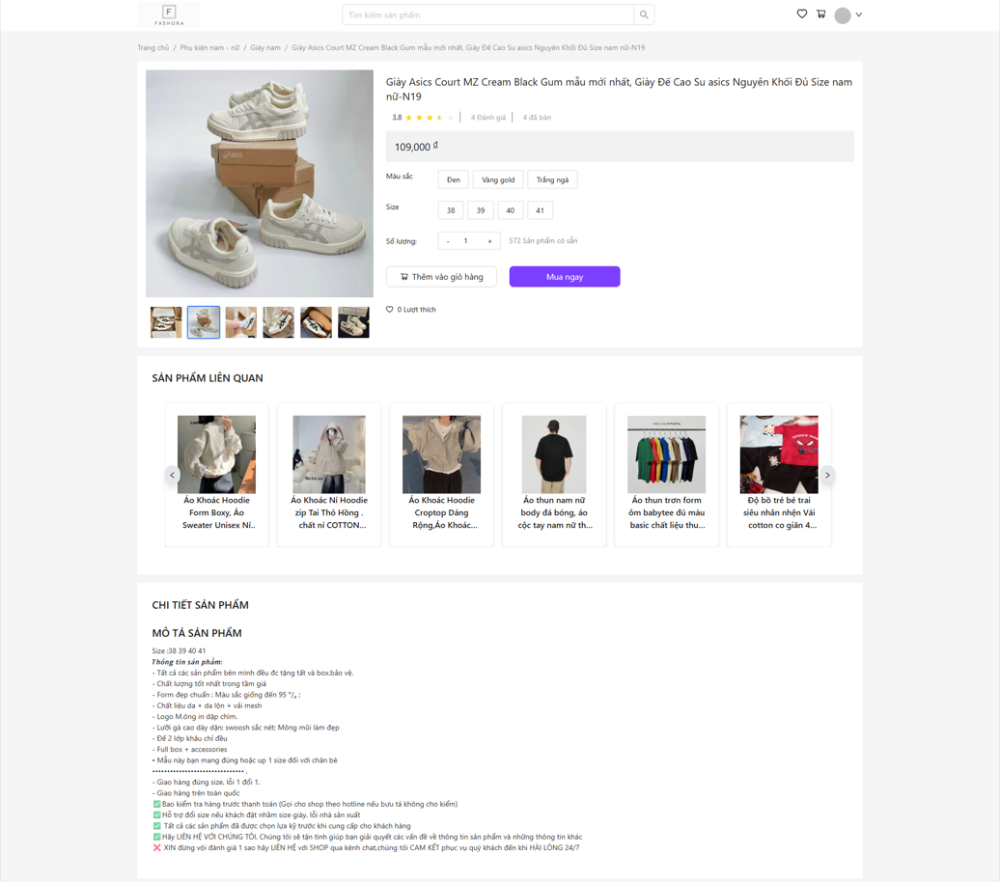 F
FASHORA
Tìm kiếm sản phẩm
Trang chủ / Phụ kiện nam - nữ / Giày nam / Giày Asics Court MZ Cream Black Gum mẫu mới nhất, Giày Đế Cao Su asics Nguyên Khối Đủ Size nam nữ-N19
Giày Asics Court MZ Cream Black Gum mẫu mới nhất, Giày Đế Cao Su asics Nguyên Khối Đủ Size nam
nữ-N19
3.8 4 Đánh giá 4 đã bán
109,000 ₫
Màu sắc Đen Vàng gold Trắng ngà
Size 38 39 40 41
Số lượng: - 1 + 572 Sản phẩm có sẵn
Thêm vào giỏ hàng Mua ngay
0 Lượt thích
SẢN PHẨM LIÊN QUAN
Áo Khoác Hoodie
Form Boxy, Áo
Sweater Unisex Nỉ..
Áo Khoác Nỉ Hoodie
zip Tai Thỏ Hồng .
chất nỉ COTTON...
Áo Khoác Hoodie
Croptop Dáng
Rộng,Áo Khoác...
Áo thun nam nữ
body đá bóng, áo
cộc tay nam nữ th...
Áo thun trơn form
ôm babytee đủ màu
basic chất liệu thu...
Độ bồ trẻ bé trai
siêu nhân nhện Vải
cotton co giãn 4...
CHI TIẾT SẢN PHẨM
MÔ TẢ SẢN PHẨM
Size :38 39 40 41
Thông tin sản phẩm:
- Tất cả các sản phẩm bên mình đều đc tặng tất và box.bảo vệ.
- Chất lượng tốt nhất trong tầm giá
- Form đẹp chuẩn : Màu sắc giống đến 95 °/ₒ ;
- Chất liệu da + da lộn + vải mesh
- Logo M.ông in dập chìm.
- Lưỡi gà cao dày dặn; swoosh sắc nét; Mông mũi làm đẹp
- Đế 2 lớp khâu chỉ đều
- Full box + accessories
• Mẫu này bạn mang đúng hoặc up 1 size đối với chân bè
••••••••••••••••••••••••••••••• .
- Giao hàng đúng size, lỗi 1 đổi 1.
- Giao hàng trên toàn quốc
✅Bao kiểm tra hàng trước thanh toán (Gọi cho shop theo hotline nếu bưu tá không cho kiểm)
✅Hỗ trợ đổi size nếu khách đặt nhầm size giày, lỗi nhà sản xuất
✅ Tất cả các sản phẩm đã được chọn lựa kỹ trước khi cung cấp cho khách hàng
✅Hãy LIÊN HỆ VỚI CHÚNG TÔI. Chúng tôi sẽ tận tình giúp bạn giải quyết các vấn đề về thông tin sản phẩm và những thông tin khác
❌ XIN đừng vội đánh giá 1 sao hãy LIÊN HỆ với SHOP qua kênh chat,chúng tôi CAM KẾT phục vụ quý khách đến khi HÀI LÒNG 24/7